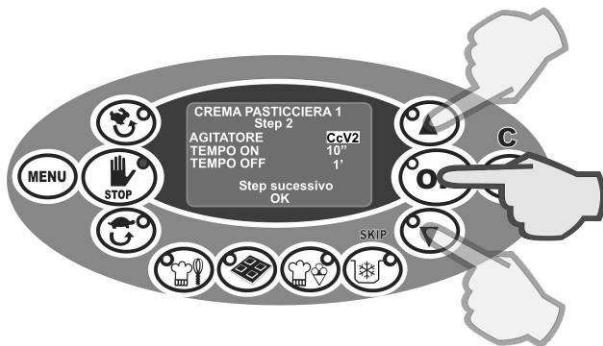 CREMA PASTICCIERA 1
Step 2
AGITATORE CcV2
TEMPO ON 10"
TEMPO OFF 1'
Step sucessivo
OK
C
MENU
STOP
SKIP